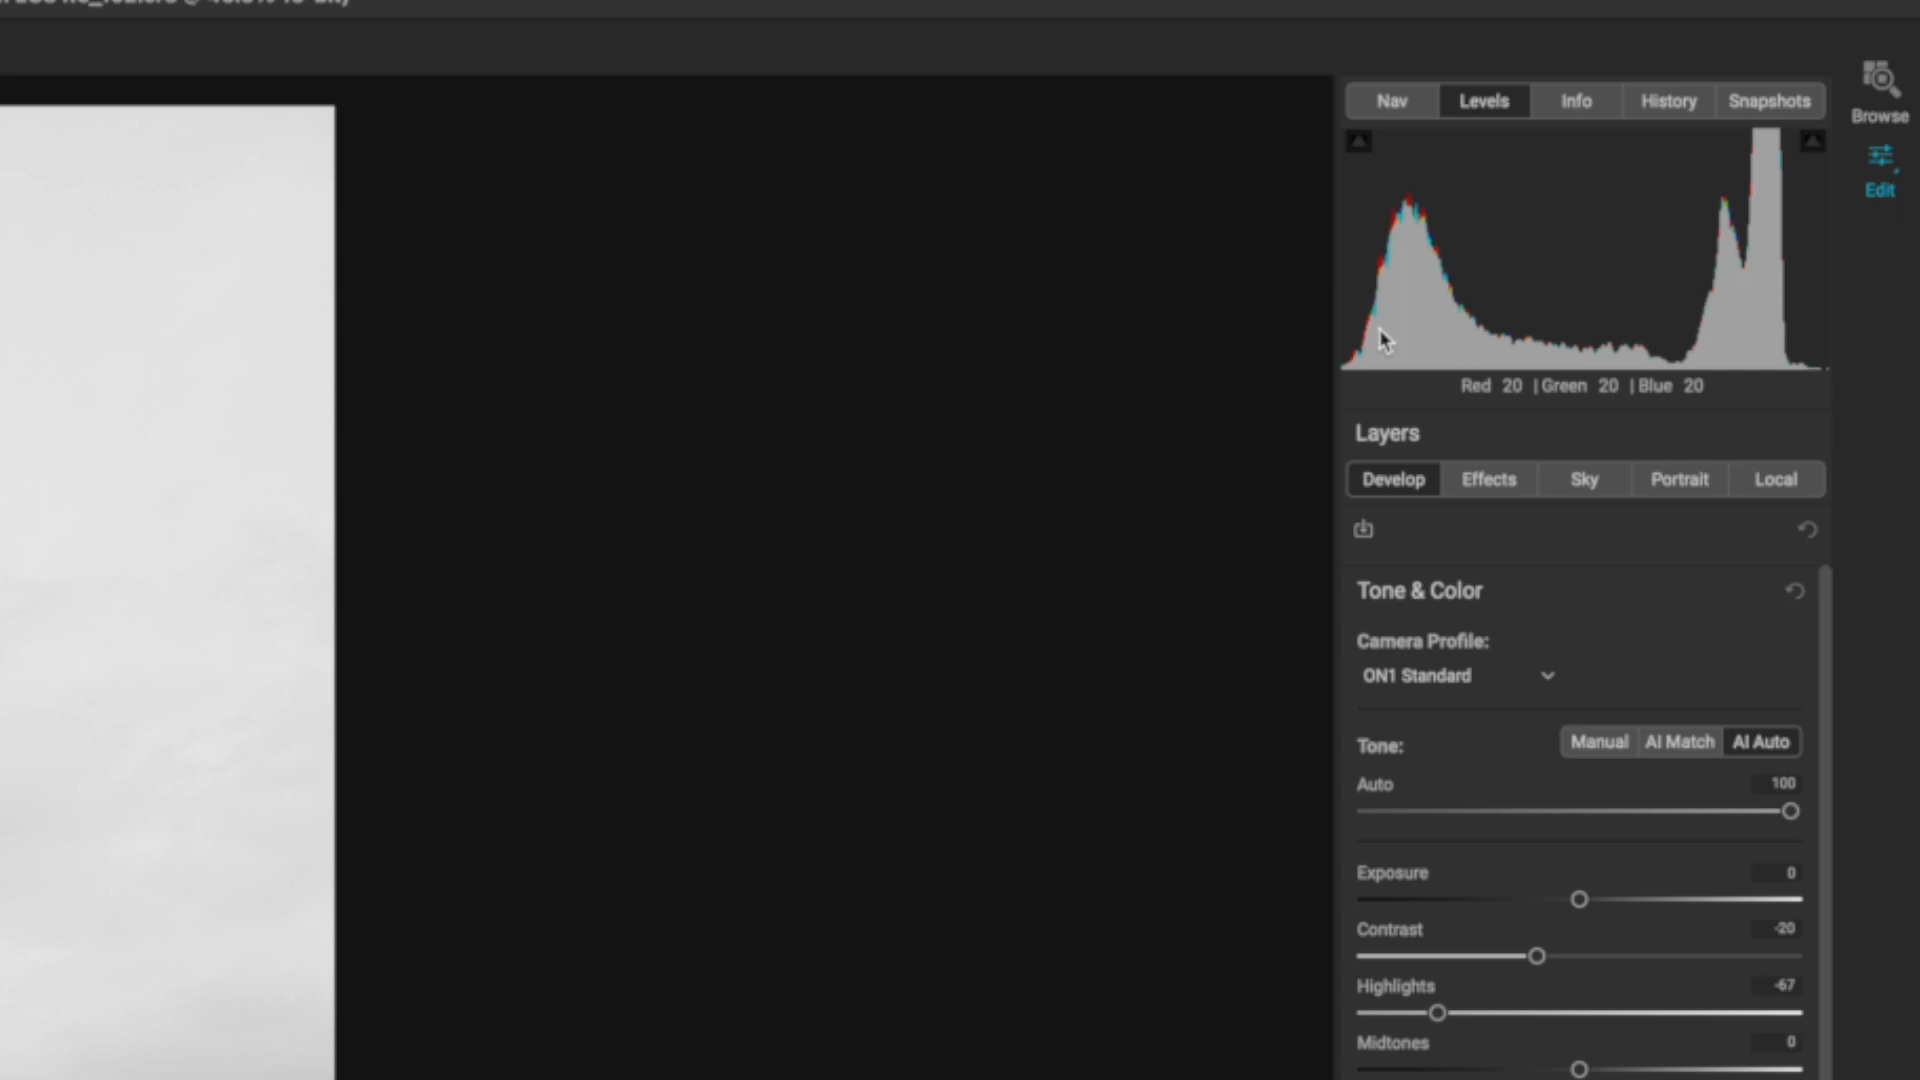 Nav Levels Info History Snapshots
Browse
Edit
Red 20 | Green 20 | Blue 20
Layers
Develop Effects Sky Portrait Local
Tone & Color
Camera Profile:
ON1 Standard
Tone: Manual AI Match AI Auto
Auto 100
Exposure 0
Contrast -20
Highlights -67
Midtones 0